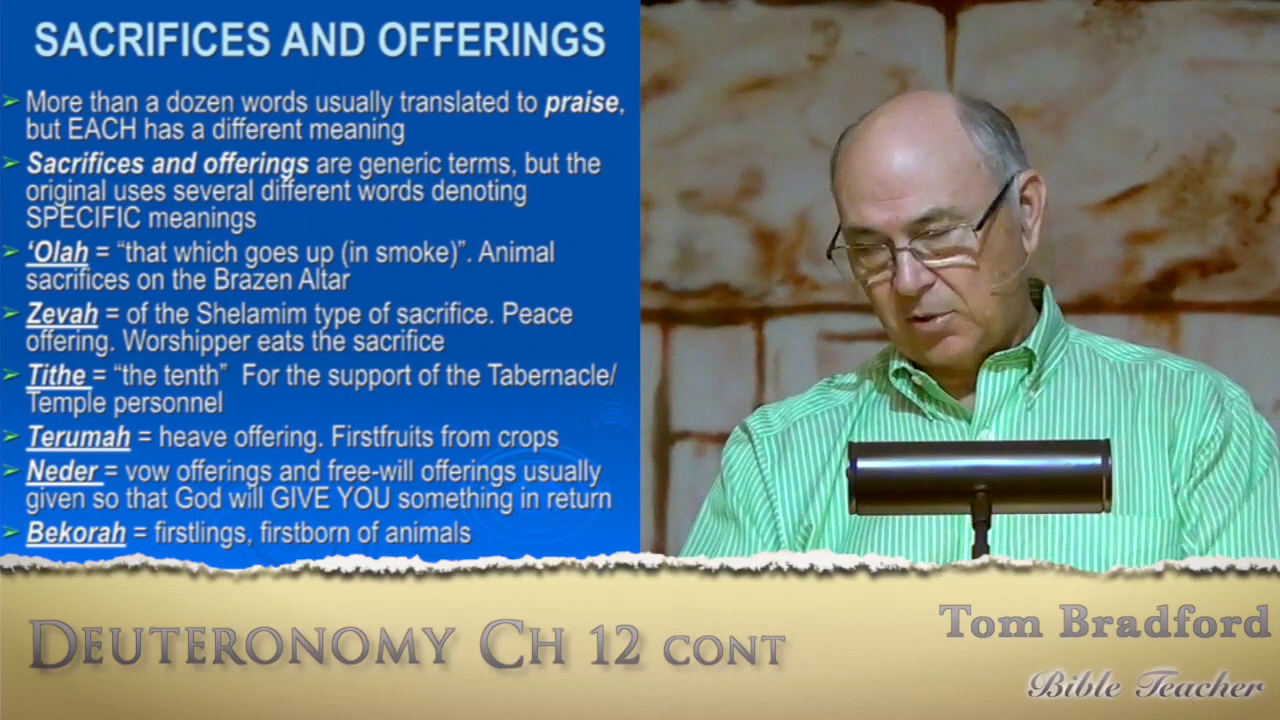 SACRIFICES AND OFFERINGS
➢ More than a dozen words usually translated to praise,
but EACH has a different meaning
➢ Sacrifices and offerings are generic terms, but the
original uses several different words denoting
SPECIFIC meanings
➢ ‘Olah = “that which goes up (in smoke)”. Animal
sacrifices on the Brazen Altar
➢ Zevah = of the Shelamim type of sacrifice. Peace
offering. Worshipper eats the sacrifice
➢ Tithe = “the tenth” For the support of the Tabernacle/
Temple personnel
➢ Terumah = heave offering. Firstfruits from crops
➢ Neder = vow offerings and free-will offerings usually
given so that God will GIVE YOU something in return
➢ Bekorah = firstlings, firstborn of animals
DEUTERONOMY CH 12 CONT
Tom Bradford
Bible Teacher